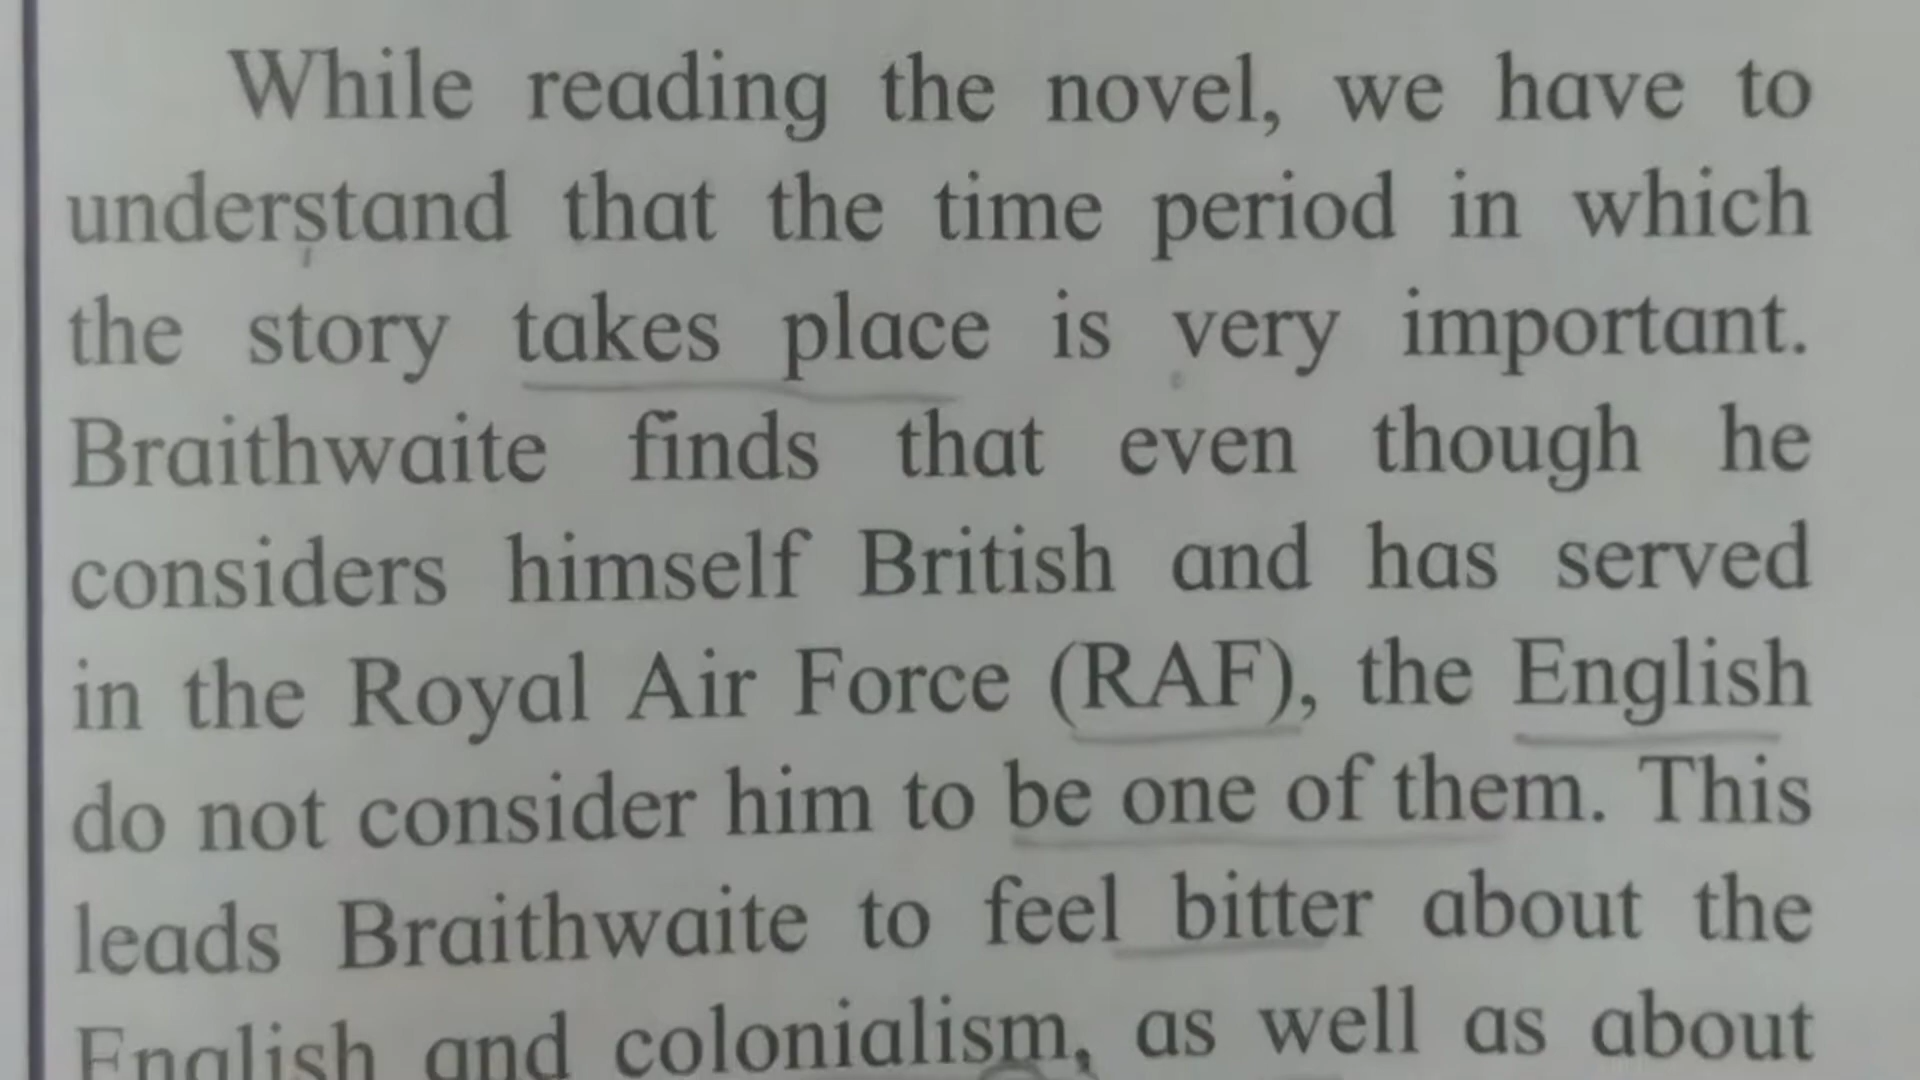 While reading the novel, we have to
understand that the time period in which
the story takes place is very important.
Braithwaite finds that even though he
considers himself British and has served
in the Royal Air Force (RAF), the English
do not consider him to be one of them. This
leads Braithwaite to feel bitter about the
English and colonialism, as well as about